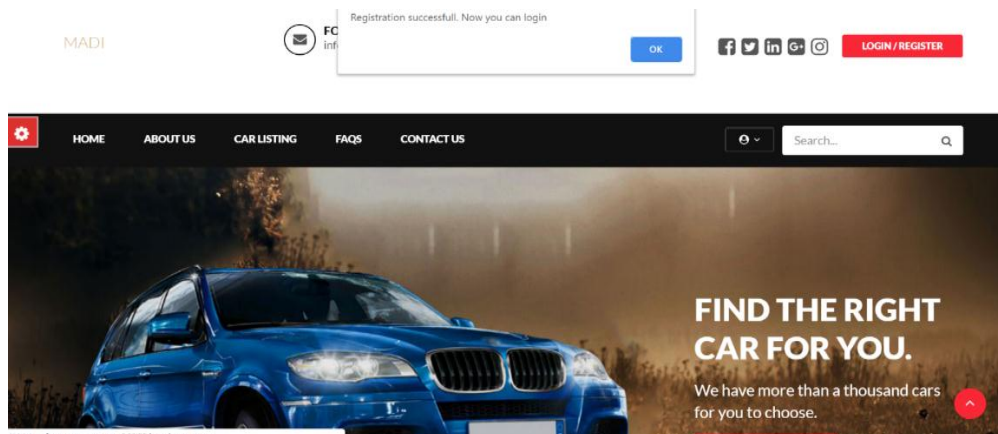 Registration successfull. Now you can login
OK
MADI
FO
inf
LOGIN / REGISTER
HOME
ABOUT US
CAR LISTING
FAQS
CONTACT US
Search...
FIND THE RIGHT
CAR FOR YOU.
We have more than a thousand cars
for you to choose.